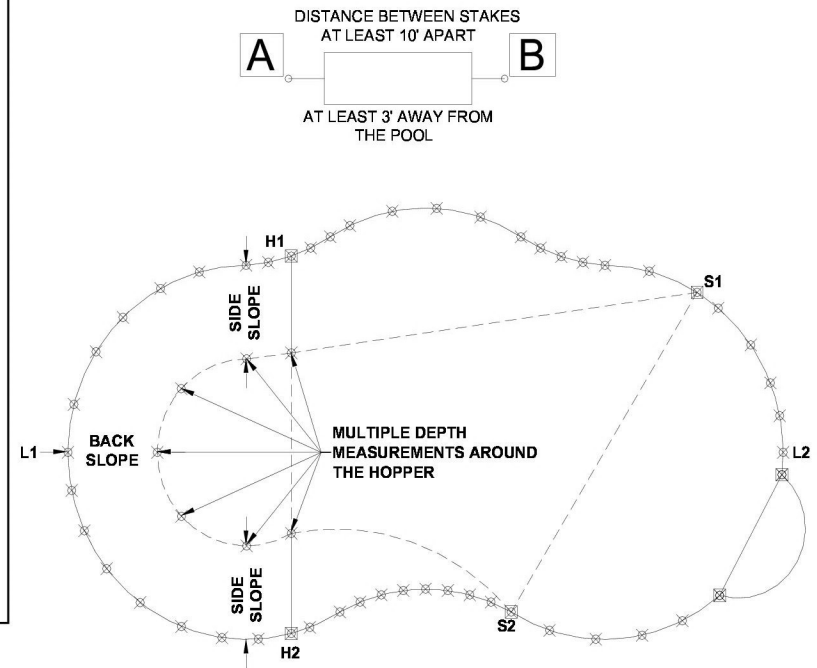 DISTANCE BETWEEN STAKES
AT LEAST 10' APART
A
B
AT LEAST 3' AWAY FROM
THE POOL
H1
S1
SIDE
SLOPE
L1
BACK
SLOPE
MULTIPLE DEPTH
MEASUREMENTS AROUND
THE HOPPER
L2
SIDE
SLOPE
S2
H2